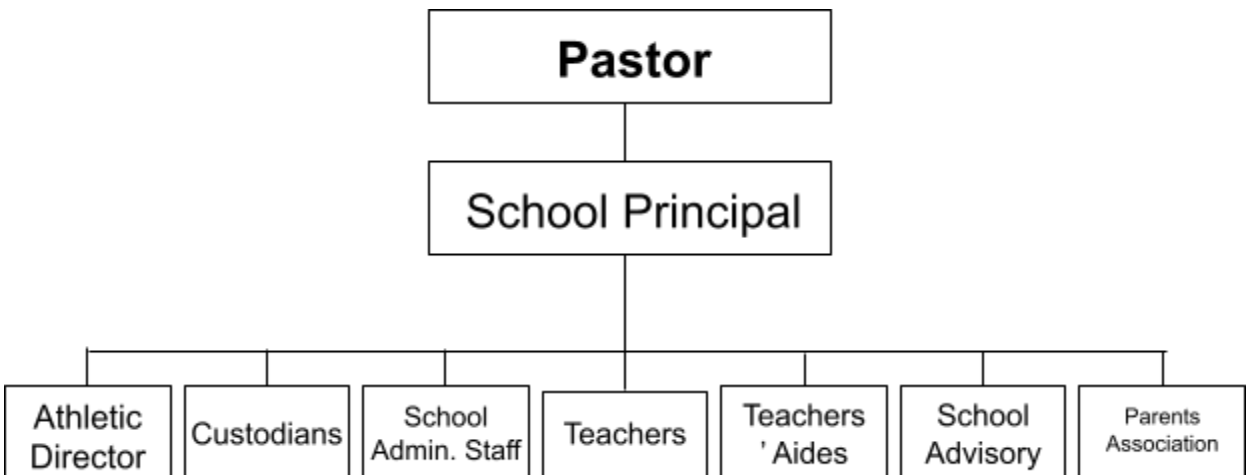 Pastor
School Principal
Athletic
Director
Custodians
School
Admin. Staff
Teachers
Teachers
’ Aides
School
Advisory
Parents
Association